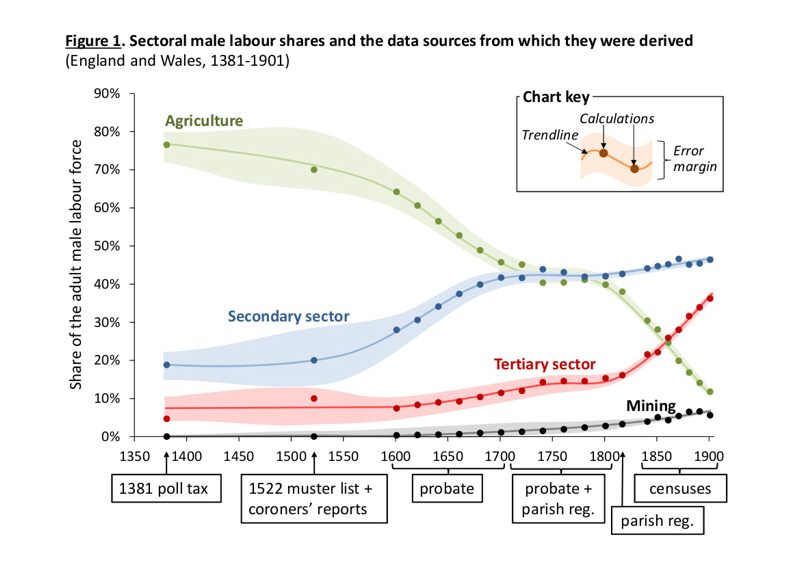 Figure 1. Sectoral male labour shares and the data sources from which they were derived
(England and Wales, 1381-1901)
90%
80%
70%
60%
50%
40%
30%
20%
10%
0%
Share of the adult male labour force
Agriculture
Secondary sector
Tertiary sector
Mining
Chart key
Calculations
Trendline
Error
margin
1350 1400 1450 1500 1550 1600 1650 1700 1750 1800 1850 1900
1381 poll tax
1522 muster list +
coroners’ reports
probate
probate +
parish reg.
censuses
parish reg.